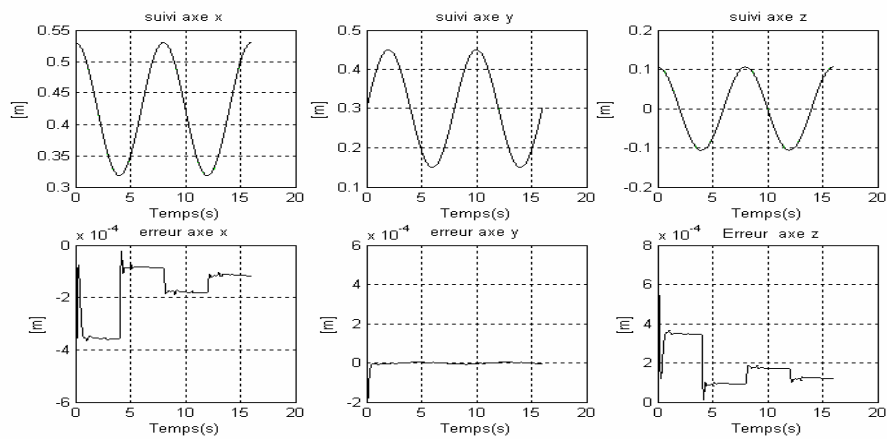 suivi axe x
0.55
0.5
0.45
0.4
0.35
0.3
[m]
0 5 10 15 20
Temps(s)
suivi axe y
0.5
0.4
0.3
0.2
0.1
[m]
0 5 10 15 20
Temps(s)
suivi axe z
0.2
0.1
0
-0.1
-0.2
[m]
0 5 10 15 20
Temps(s)
x 10^-4
erreur axe x
0
-2
-4
-6
[m]
0 5 10 15 20
Temps(s)
x 10^-4
erreur axe y
6
4
2
0
-2
[m]
0 5 10 15 20
Temps(s)
x 10^-4
Erreur axe z
8
6
4
2
0
[m]
0 5 10 15 20
Temps(s)